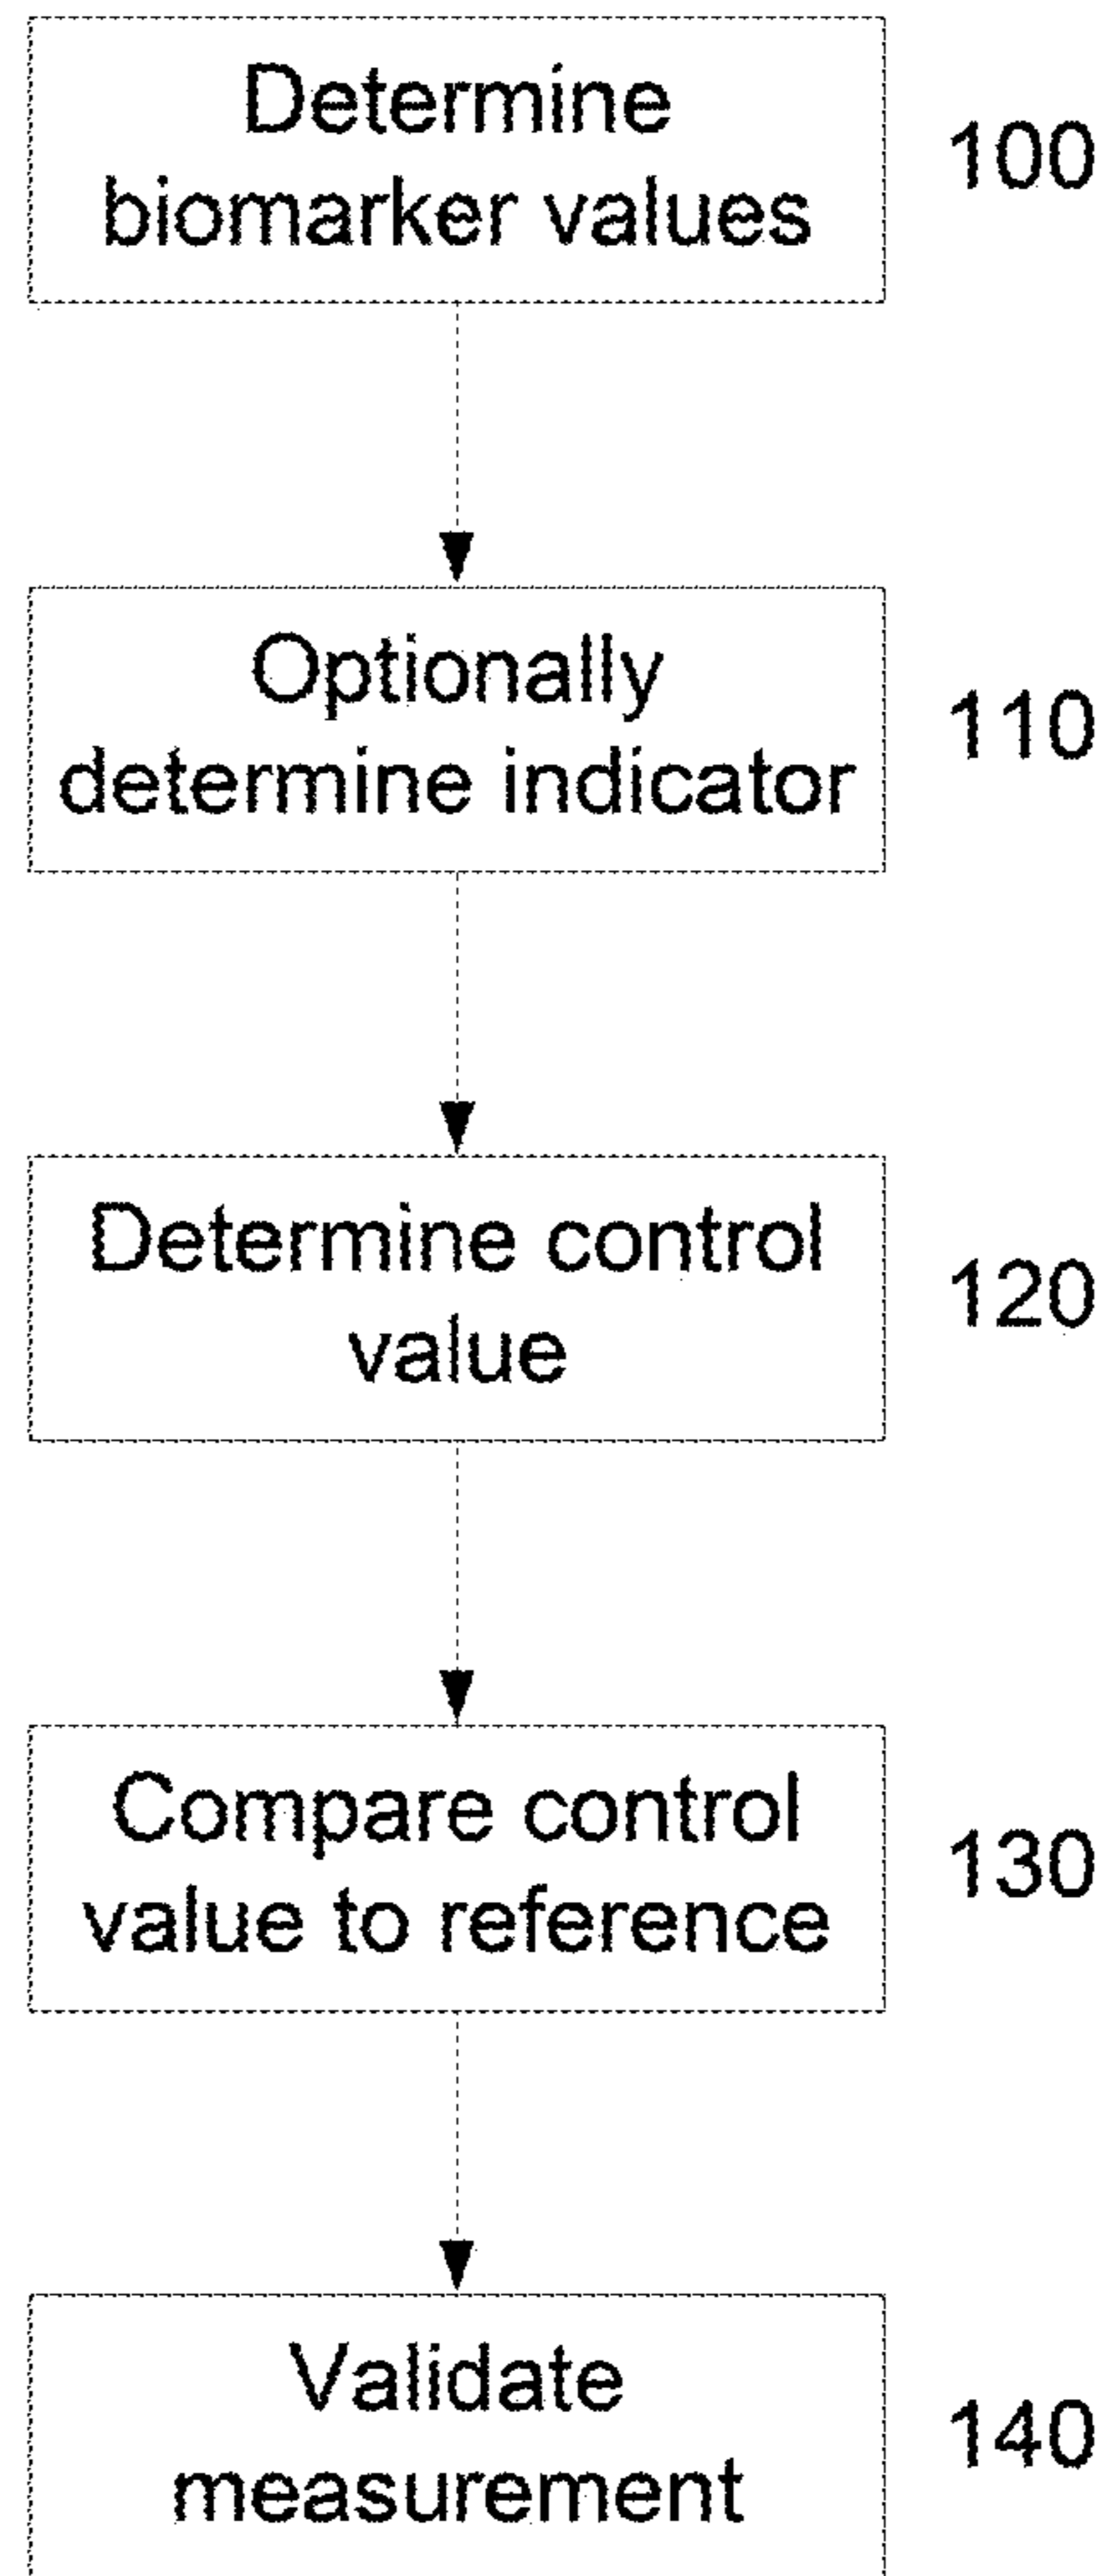 Determine
biomarker values
100
Optionally
determine indicator
110
Determine control
value
120
Compare control
value to reference
130
Validate
measurement
140